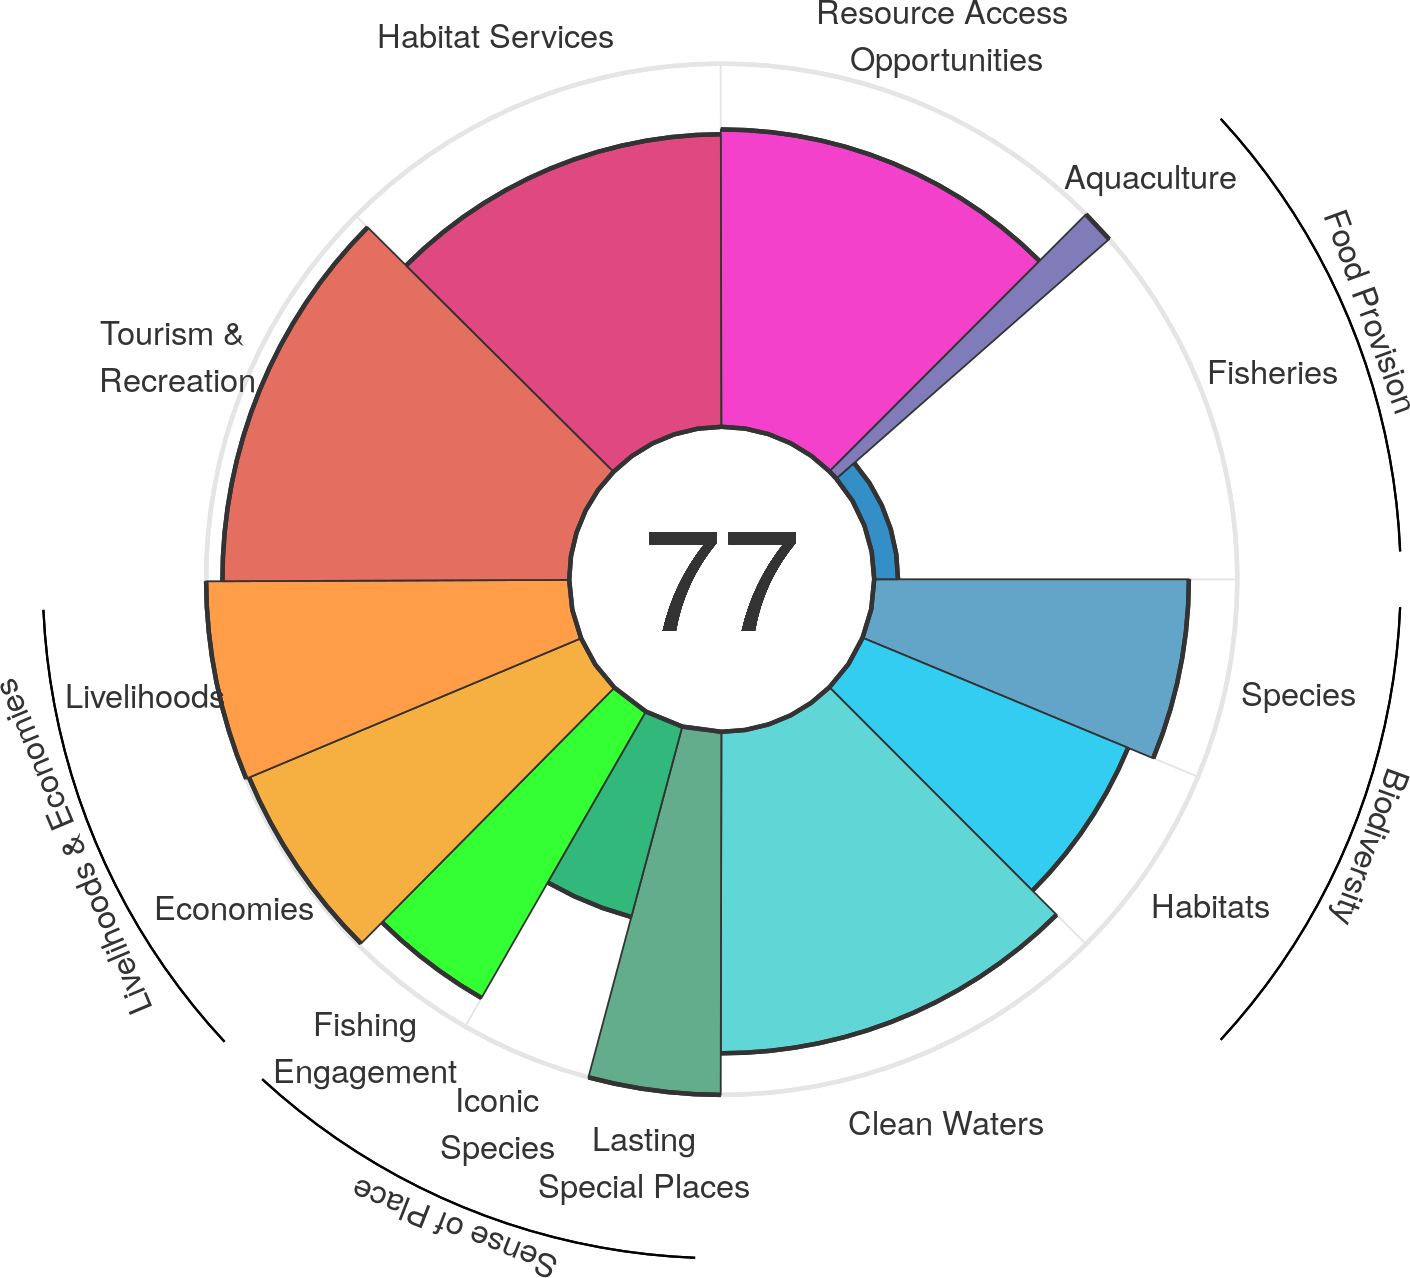 Resource Access
Opportunities
Habitat Services
Aquaculture
Food Provision
Tourism &
Recreation
Fisheries
77
Livelihoods
Species
Livelihoods & Economies
Biodiversity
Economies
Habitats
Fishing
Engagement
Iconic
Species
Lasting
Special Places
Clean Waters
Sense of Place